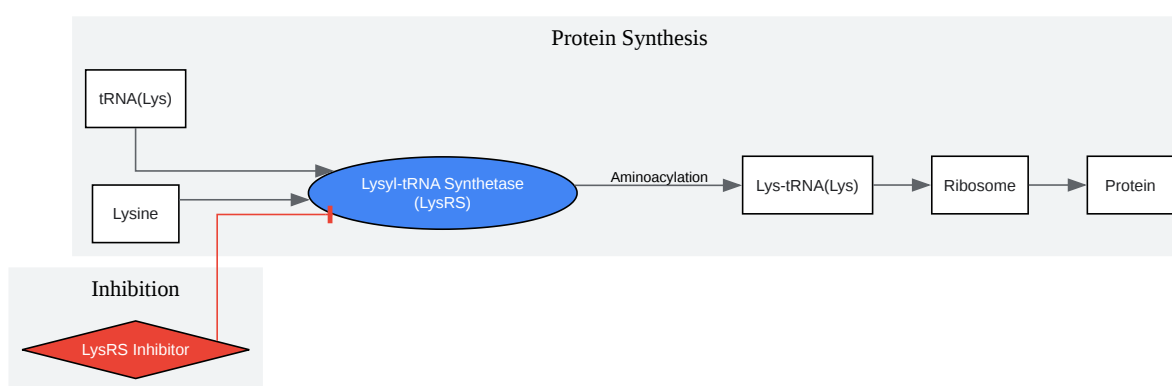 Protein Synthesis
tRNA(Lys)
Lysine
Lysyl-tRNA Synthetase
(LysRS)
Aminoacylation
Lys-tRNA(Lys)
Ribosome
Protein
Inhibition
LysRS Inhibitor